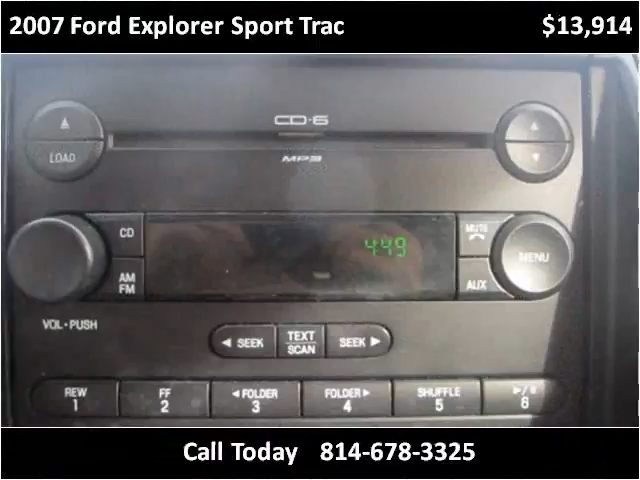 2007 Ford Explorer Sport Trac $13,914
CD-6
LOAD
MP3
CD
449
MUTE
MENU
AM
FM
AUX
VOL•PUSH
◀ SEEK
TEXT
SCAN
SEEK ▶
REW FF ◀FOLDER FOLDER▶ SHUFFLE ▶/II
1 2 3 4 5 6
Call Today 814-678-3325